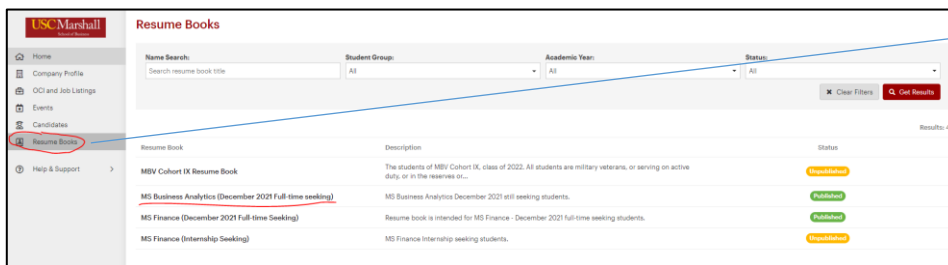 USC Marshall
School of Business
Resume Books
Home
Company Profile
OCI and Job Listings
Events
Candidates
Resume Books
Help & Support
Name Search:
Student Group:
Academic Year:
Status:
Search resume book title
All
All
All
Clear Filters
Get Results
Results: 4
Resume Book
Description
Status
MBV Cohort IX Resume Book
The students of MBV Cohort IX, class of 2022. All students are military veterans, or serving on active
duty, or in the reserves or...
Unpublished
MS Business Analytics (December 2021 Full-time seeking)
MS Business Analytics December 2021 still seeking students.
Published
MS Finance (December 2021 Full-time Seeking)
Resume book is intended for MS Finance - December 2021 full-time seeking students.
Published
MS Finance (Internship Seeking)
MS Finance Internship seeking students.
Unpublished